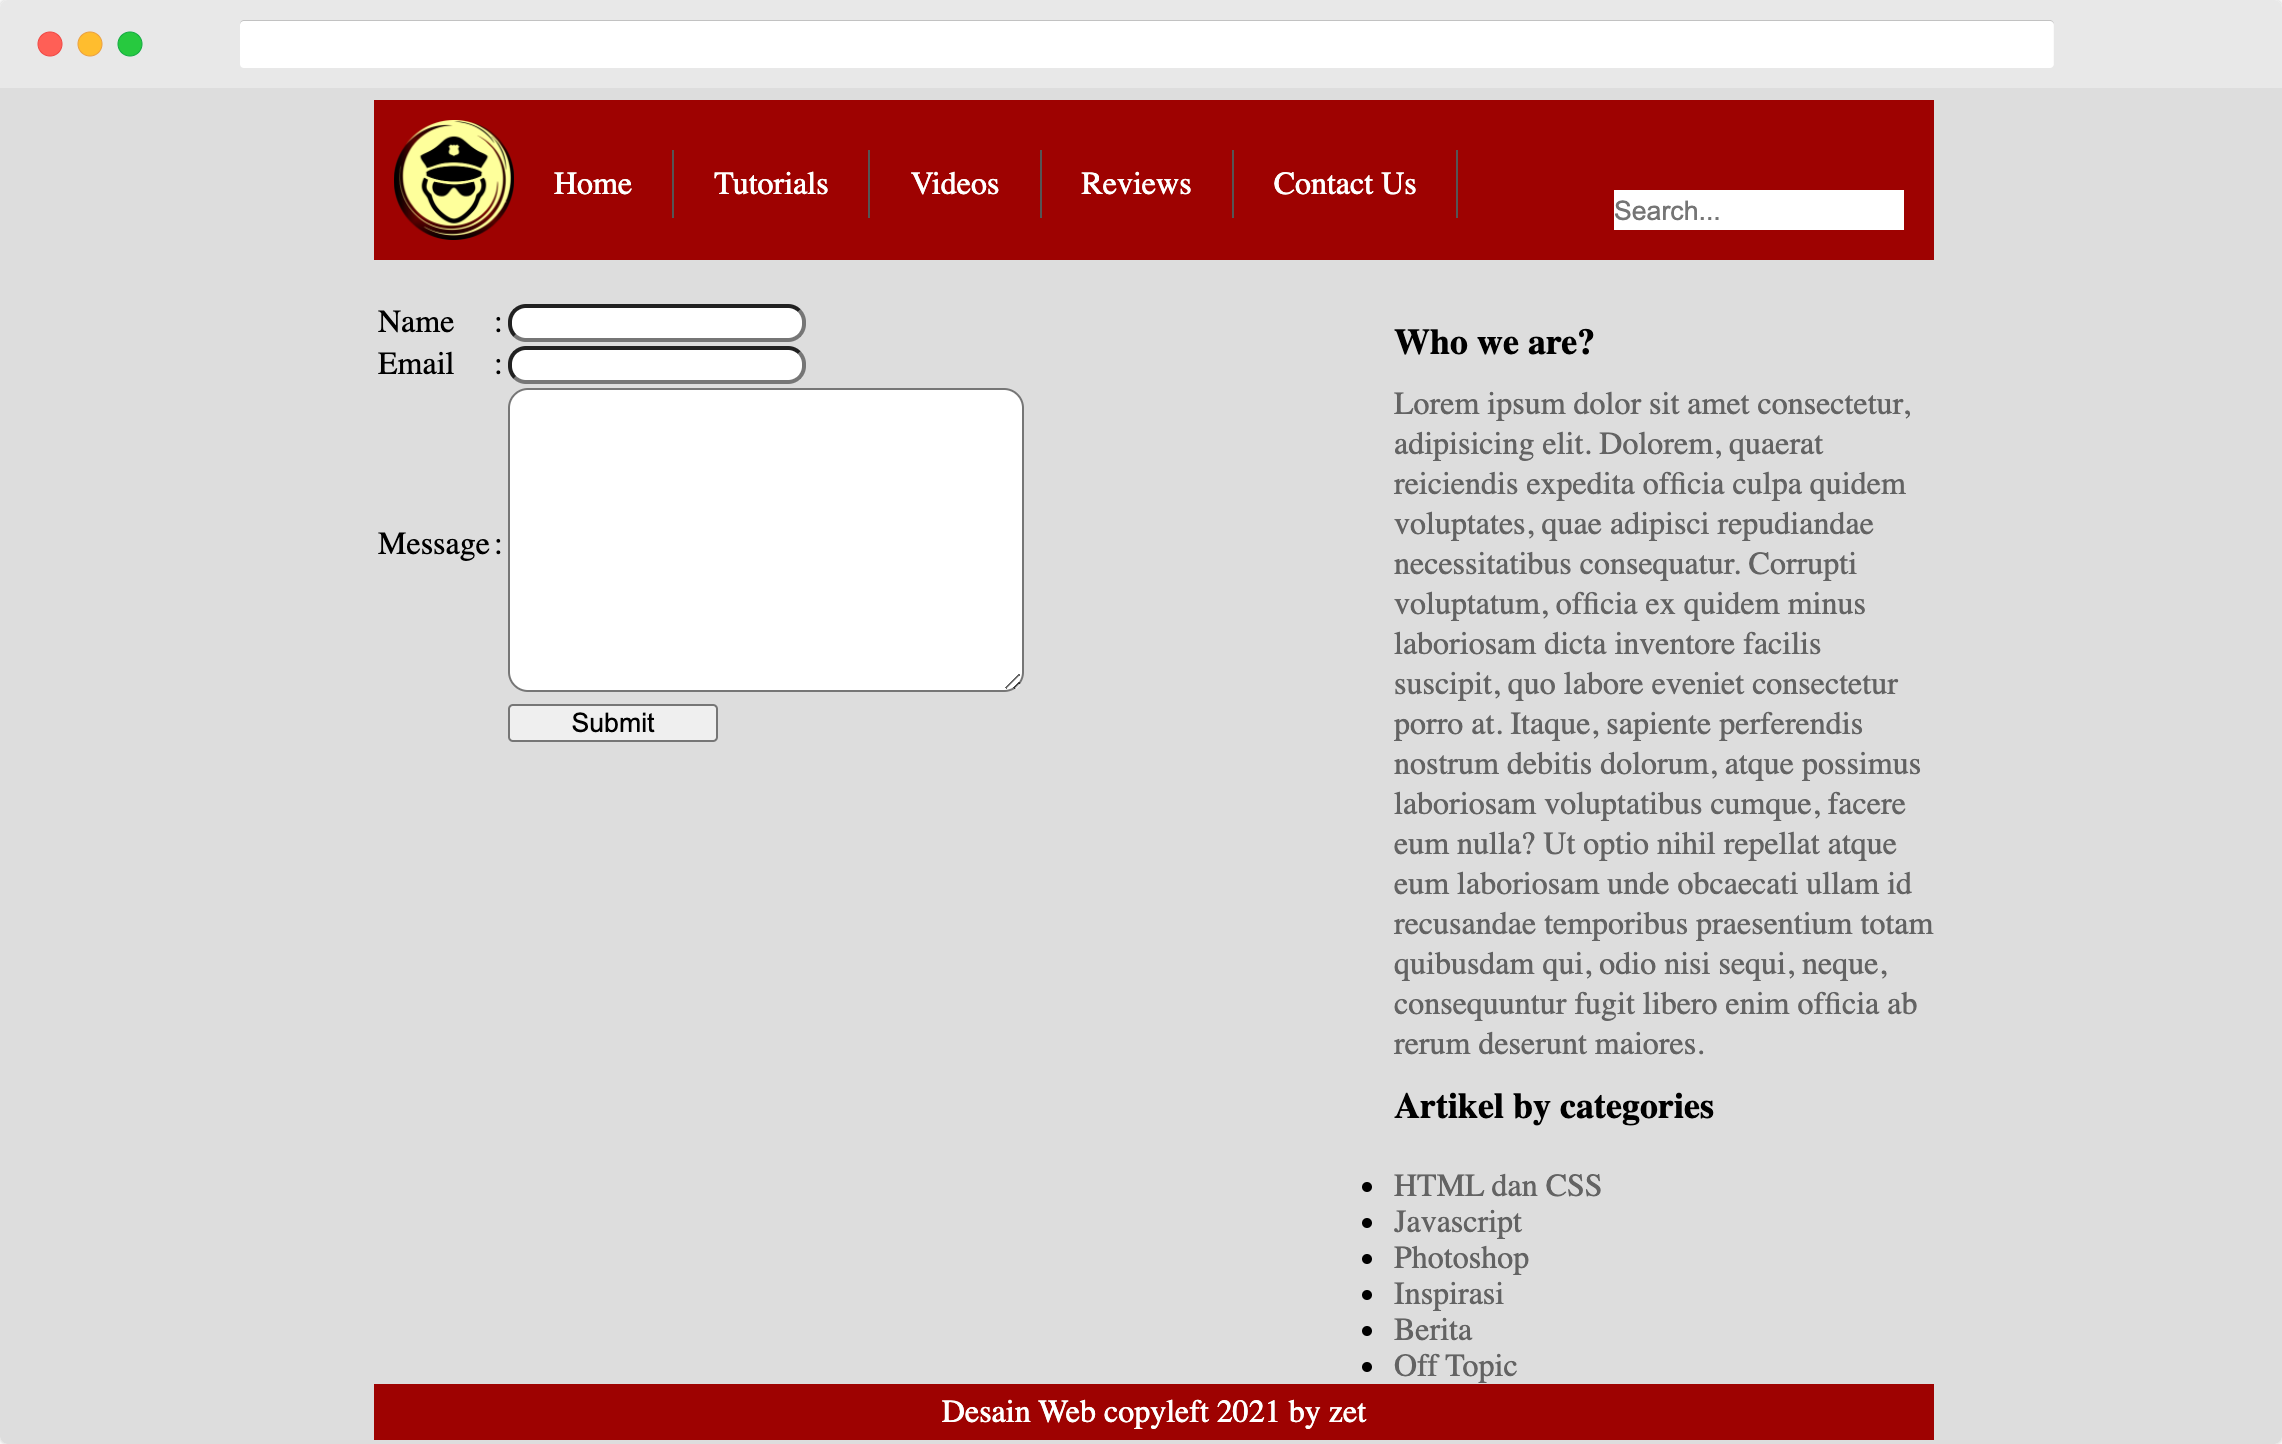 Home
Tutorials
Videos
Reviews
Contact Us
Search...
Name :
Email :
Message :
Submit
Who we are?
Lorem ipsum dolor sit amet consectetur,
adipisicing elit. Dolorem, quaerat
reiciendis expedita officia culpa quidem
voluptates, quae adipisci repudiandae
necessitatibus consequatur. Corrupti
voluptatum, officia ex quidem minus
laboriosam dicta inventore facilis
suscipit, quo labore eveniet consectetur
porro at. Itaque, sapiente perferendis
nostrum debitis dolorum, atque possimus
laboriosam voluptatibus cumque, facere
eum nulla? Ut optio nihil repellat atque
eum laboriosam unde obcaecati ullam id
recusandae temporibus praesentium totam
quibusdam qui, odio nisi sequi, neque,
consequuntur fugit libero enim officia ab
rerum deserunt maiores.
Artikel by categories
HTML dan CSS
Javascript
Photoshop
Inspirasi
Berita
Off Topic
Desain Web copyleft 2021 by zet